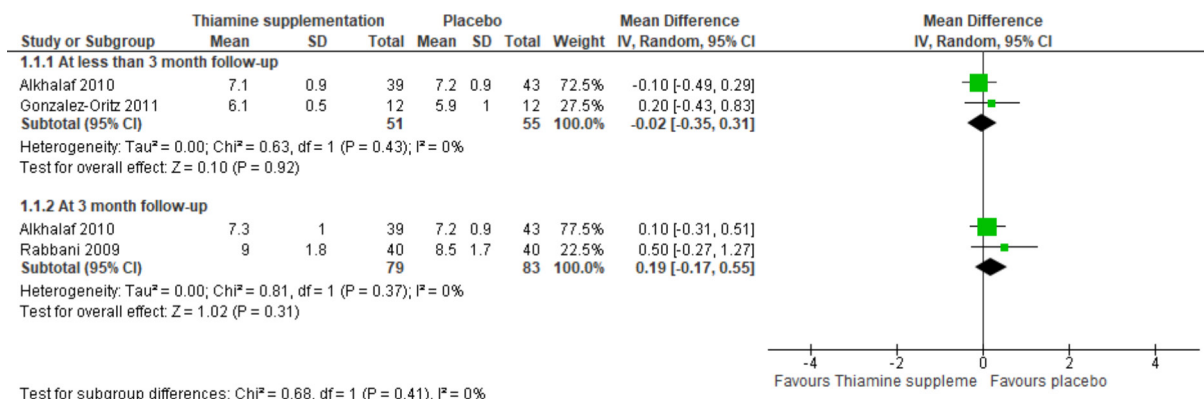 Thiamine supplementation Placebo Mean Difference Mean Difference
Study or Subgroup Mean SD Total Mean SD Total Weight IV, Random, 95% CI IV, Random, 95% CI
1.1.1 At less than 3 month follow-up
Alkhalaf 2010 7.1 0.9 39 7.2 0.9 43 72.5% -0.10 [-0.49, 0.29]
Gonzalez-Oritz 2011 6.1 0.5 12 5.9 1 12 27.5% 0.20 [-0.43, 0.83]
Subtotal (95% CI) 51 55 100.0% -0.02 [-0.35, 0.31]
Heterogeneity: Tau² = 0.00; Chi² = 0.63, df = 1 (P = 0.43); I² = 0%
Test for overall effect: Z = 0.10 (P = 0.92)
1.1.2 At 3 month follow-up
Alkhalaf 2010 7.3 1 39 7.2 0.9 43 77.5% 0.10 [-0.31, 0.51]
Rabbani 2009 9 1.8 40 8.5 1.7 40 22.5% 0.50 [-0.27, 1.27]
Subtotal (95% CI) 79 83 100.0% 0.19 [-0.17, 0.55]
Heterogeneity: Tau² = 0.00; Chi² = 0.81, df = 1 (P = 0.37); I² = 0%
Test for overall effect: Z = 1.02 (P = 0.31)
-4 -2 0 2 4
Favours Thiamine suppleme Favours placebo
Test for subgroup differences: Chi² = 0.68, df = 1 (P = 0.41), I² = 0%